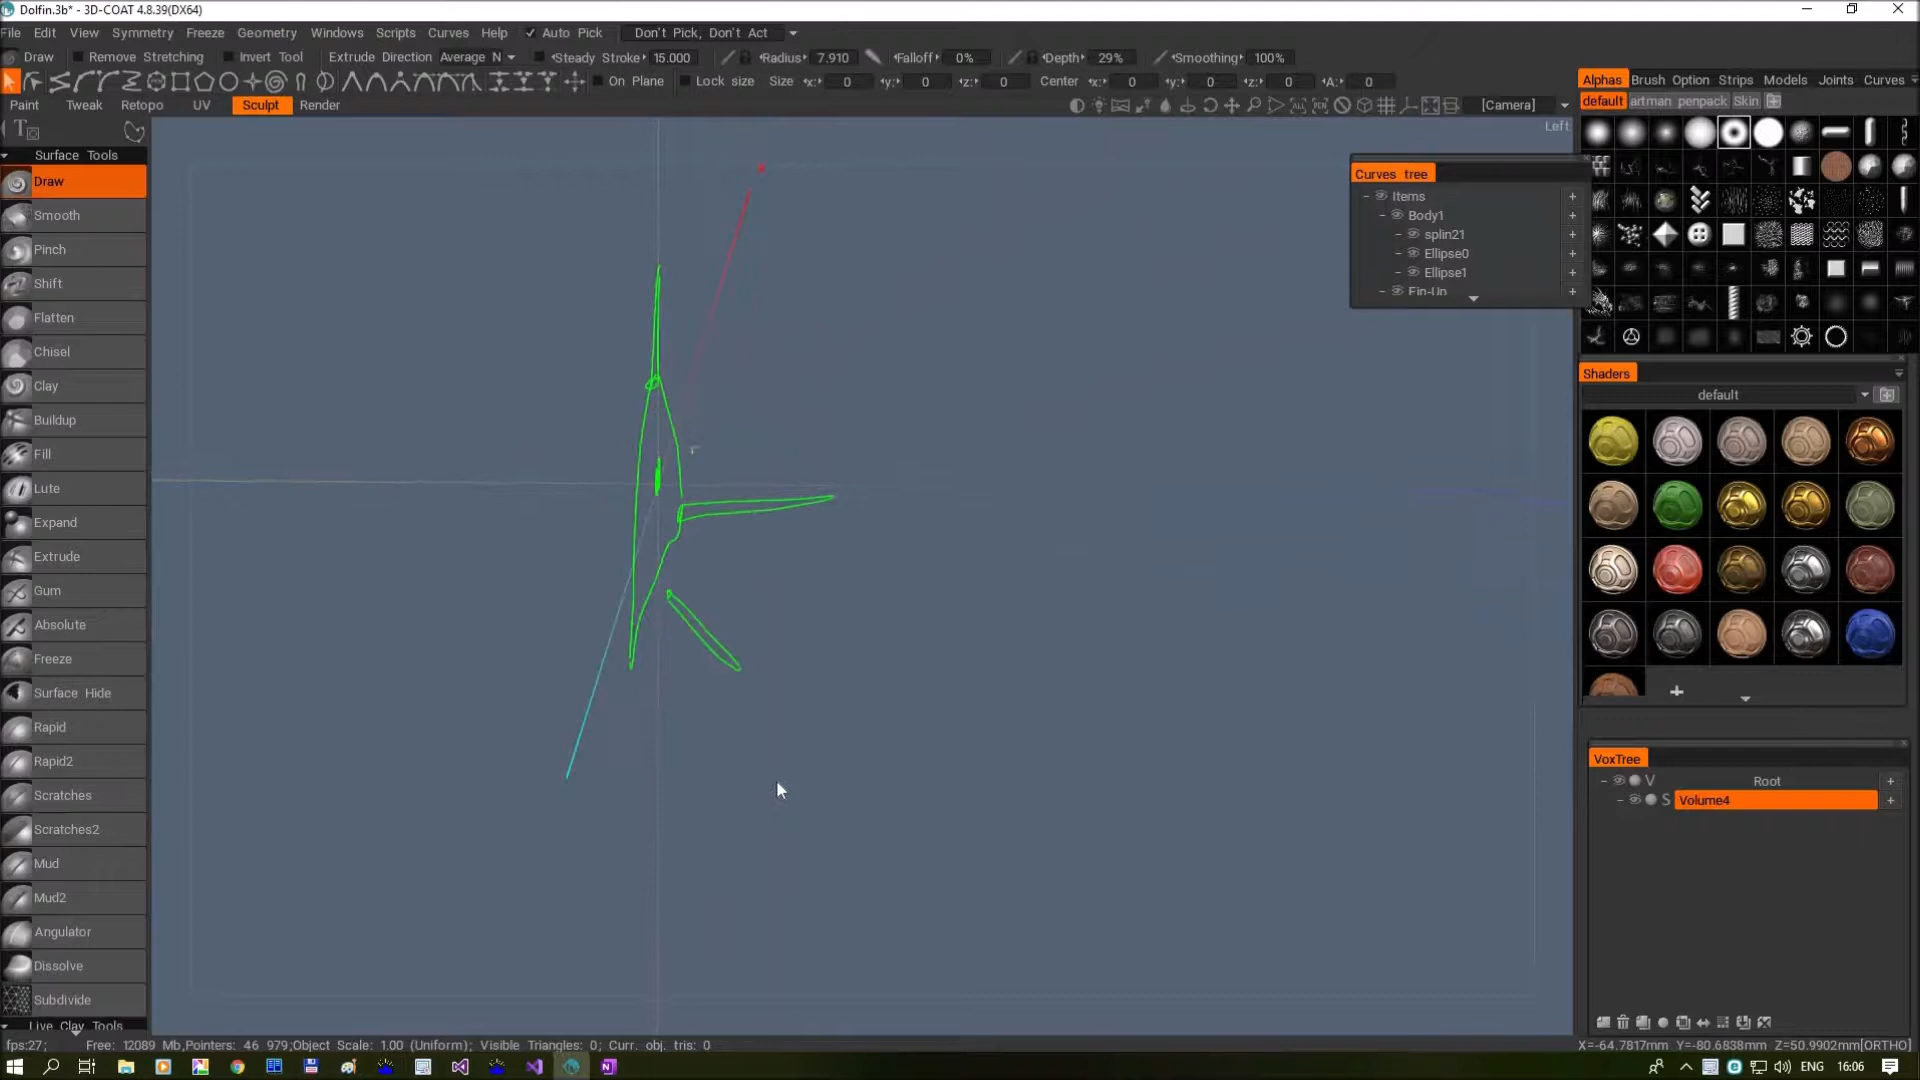 Dolfin.3b* - 3D-COAT 4.8.39(DX64)
File Edit View Symmetry Freeze Geometry Windows Scripts Curves Help Auto Pick Don't Pick, Don't Act
Draw Remove Stretching Invert Tool Extrude Direction Average N Steady Stroke 15.000 Radius 7.910 Falloff 0% Depth 29% Smoothing 100%
On Plane Lock size Size x: 0 y: 0 z: 0 Center x: 0 y: 0 z: 0 A: 0
Paint Tweak Retopo UV Sculpt Render [Camera]
Left
Surface Tools
Draw
Smooth
Pinch
Shift
Flatten
Chisel
Clay
Buildup
Fill
Lute
Expand
Extrude
Gum
Absolute
Freeze
Surface Hide
Rapid
Rapid2
Scratches
Scratches2
Mud
Mud2
Angulator
Dissolve
Subdivide
Live Clay Tools
Curves tree
Items
Body1
splin21
Ellipse0
Ellipse1
Fin-Up
Alphas Brush Option Strips Models Joints Curves
default artman penpack Skin
Shaders
default
VoxTree
V Root
S Volume4
fps:27; Free: 12089 Mb,Pointers: 46 979;Object Scale: 1.00 (Uniform); Visible Triangles: 0; Curr. obj. tris: 0
X=-64.7817mm Y=-80.6838mm Z=50.9902mm[ORTHO]
ENG 16:06